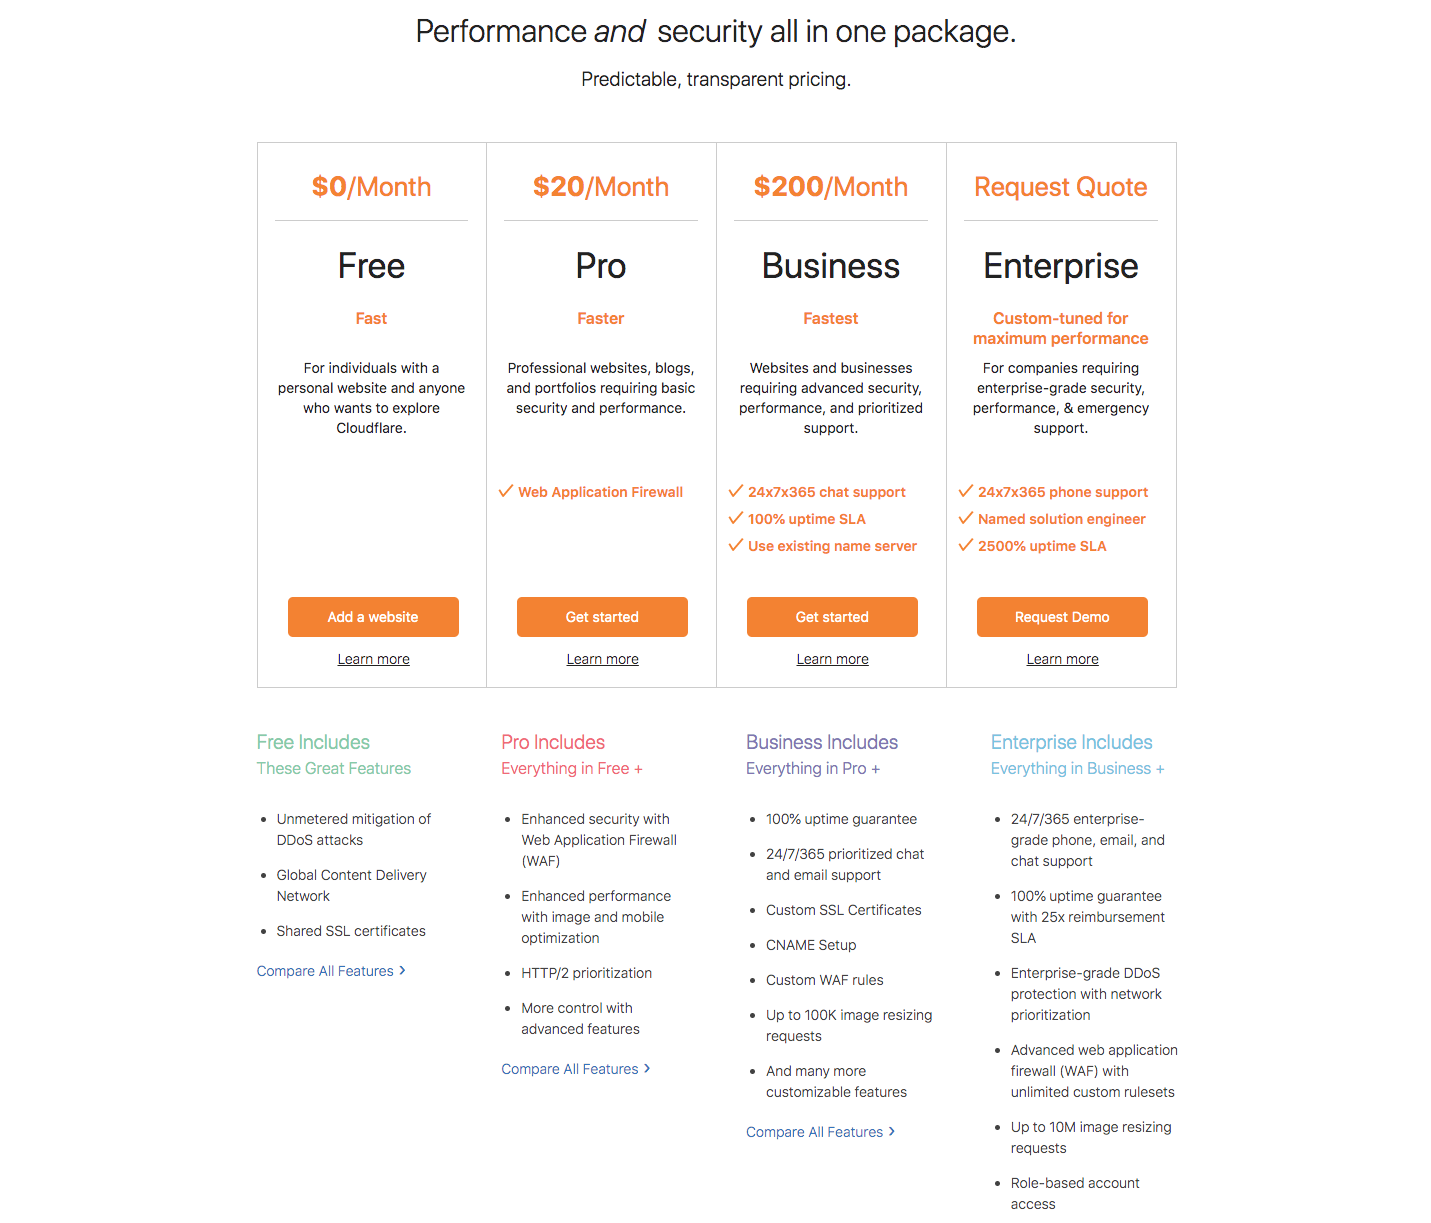 Performance and security all in one package.
Predictable, transparent pricing.
$0/Month
Free
Fast
For individuals with a
personal website and anyone
who wants to explore
Cloudflare.
Add a website
Learn more
$20/Month
Pro
Faster
Professional websites, blogs,
and portfolios requiring basic
security and performance.
✓ Web Application Firewall
Get started
Learn more
$200/Month
Business
Fastest
Websites and businesses
requiring advanced security,
performance, and prioritized
support.
✓ 24x7x365 chat support
✓ 100% uptime SLA
✓ Use existing name server
Get started
Learn more
Request Quote
Enterprise
Custom-tuned for
maximum performance
For companies requiring
enterprise-grade security,
performance, & emergency
support.
✓ 24x7x365 phone support
✓ Named solution engineer
✓ 2500% uptime SLA
Request Demo
Learn more
Free Includes
These Great Features
• Unmetered mitigation of
DDoS attacks
• Global Content Delivery
Network
• Shared SSL certificates
Compare All Features ›
Pro Includes
Everything in Free +
• Enhanced security with
Web Application Firewall
(WAF)
• Enhanced performance
with image and mobile
optimization
• HTTP/2 prioritization
• More control with
advanced features
Compare All Features ›
Business Includes
Everything in Pro +
• 100% uptime guarantee
• 24/7/365 prioritized chat
and email support
• Custom SSL Certificates
• CNAME Setup
• Custom WAF rules
• Up to 100K image resizing
requests
• And many more
customizable features
Compare All Features ›
Enterprise Includes
Everything in Business +
• 24/7/365 enterprise-
grade phone, email, and
chat support
• 100% uptime guarantee
with 25x reimbursement
SLA
• Enterprise-grade DDoS
protection with network
prioritization
• Advanced web application
firewall (WAF) with
unlimited custom rulesets
• Up to 10M image resizing
requests
• Role-based account
access